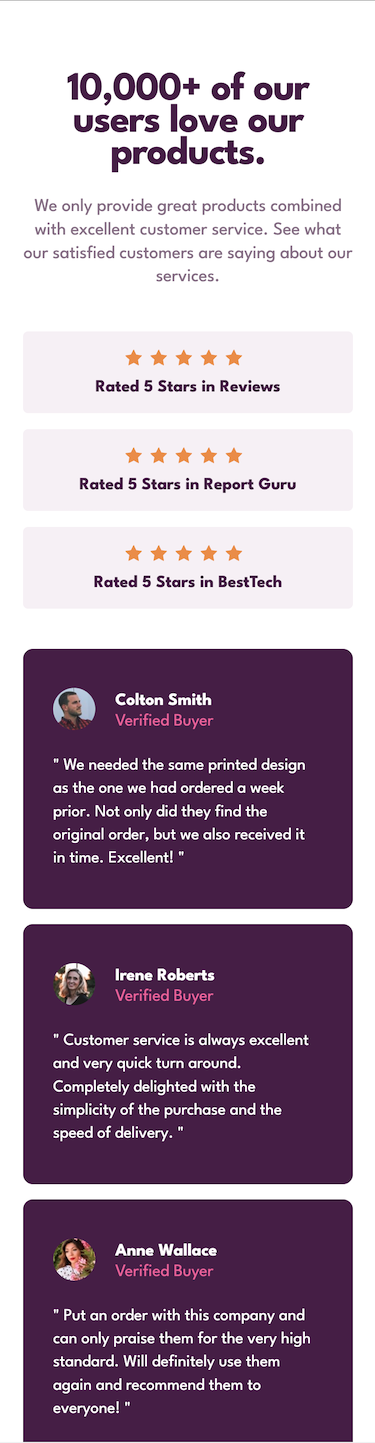 10,000+ of our
users love our
products.
We only provide great products combined
with excellent customer service. See what
our satisfied customers are saying about our
services.
Rated 5 Stars in Reviews
Rated 5 Stars in Report Guru
Rated 5 Stars in BestTech
Colton Smith
Verified Buyer
" We needed the same printed design
as the one we had ordered a week
prior. Not only did they find the
original order, but we also received it
in time. Excellent! "
Irene Roberts
Verified Buyer
" Customer service is always excellent
and very quick turn around.
Completely delighted with the
simplicity of the purchase and the
speed of delivery. "
Anne Wallace
Verified Buyer
" Put an order with this company and
can only praise them for the very high
standard. Will definitely use them
again and recommend them to
everyone! "